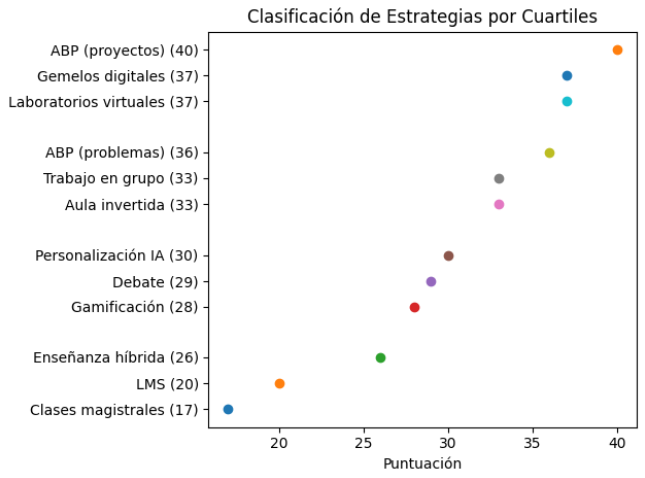 Clasificación de Estrategias por Cuartiles
ABP (proyectos) (40)
Gemelos digitales (37)
Laboratorios virtuales (37)
ABP (problemas) (36)
Trabajo en grupo (33)
Aula invertida (33)
Personalización IA (30)
Debate (29)
Gamificación (28)
Enseñanza híbrida (26)
LMS (20)
Clases magistrales (17)
20 25 30 35 40
Puntuación